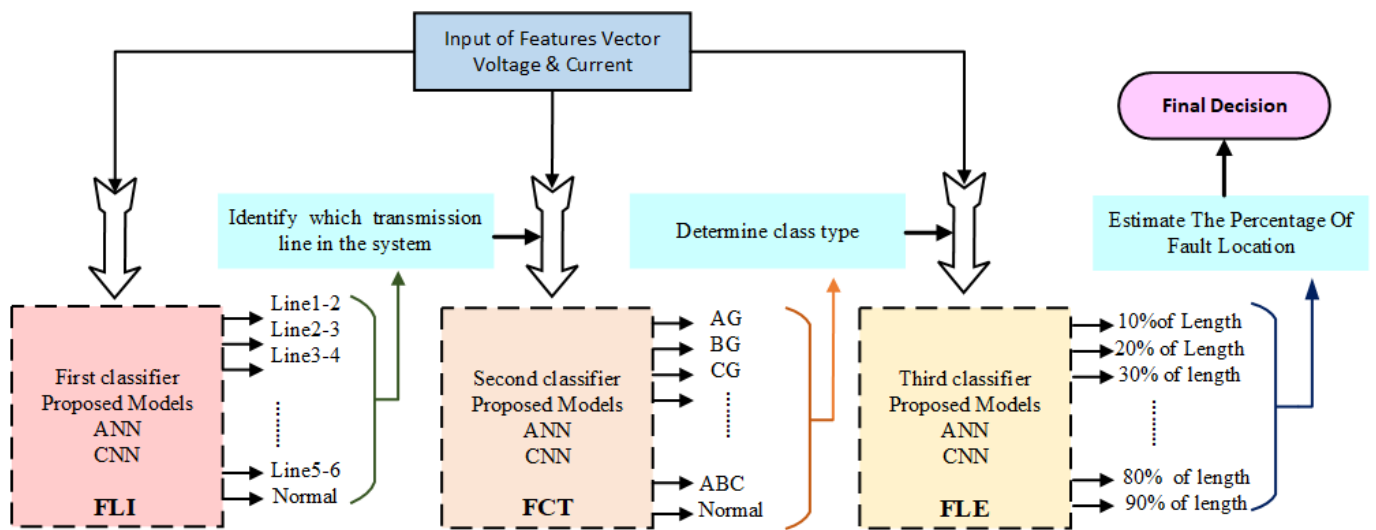 Input of Features Vector
Voltage & Current
Final Decision
Identify which transmission
line in the system
Determine class type
Estimate The Percentage Of
Fault Location
First classifier
Proposed Models
ANN
CNN
FLI
Line1-2
Line2-3
Line3-4
Line5-6
Normal
Second classifier
Proposed Models
ANN
CNN
FCT
AG
BG
CG
ABC
Normal
Third classifier
Proposed Models
ANN
CNN
FLE
10%of Length
20% of Length
30% of length
80% of length
90% of length